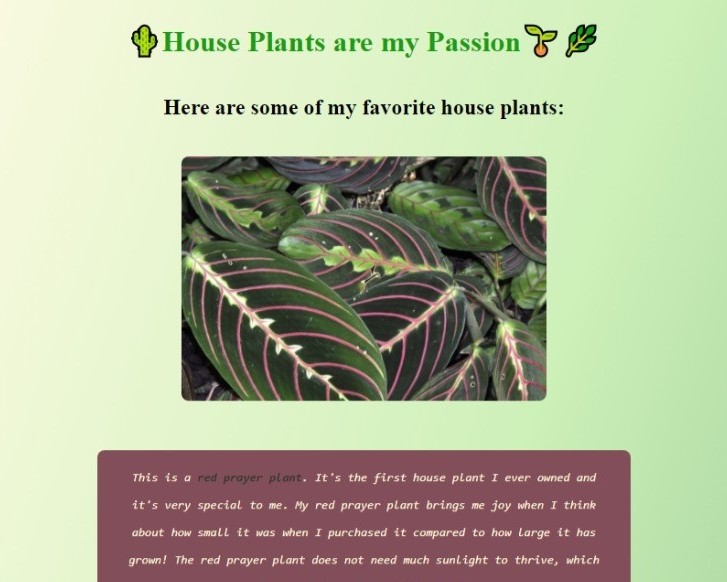 House Plants are my Passion
Here are some of my favorite house plants:
This is a red prayer plant. It's the first house plant I ever owned and
it's very special to me. My red prayer plant brings me joy when I think
about how small it was when I purchased it compared to how large it has
grown! The red prayer plant does not need much sunlight to thrive, which